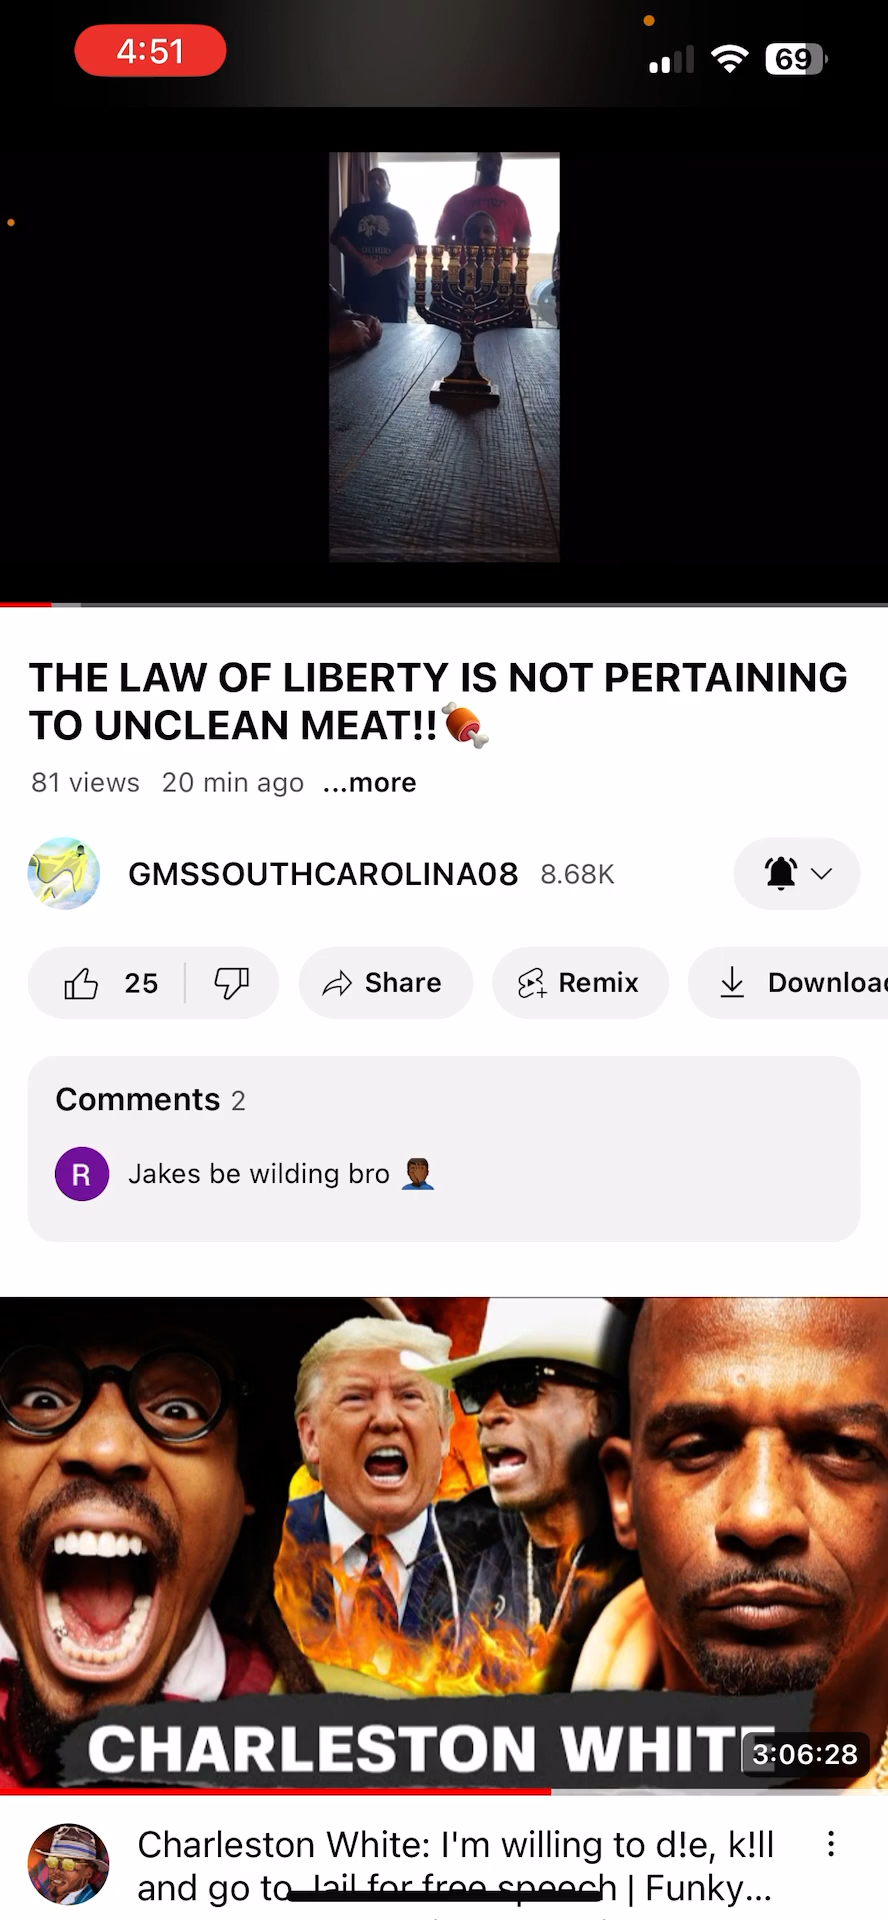 4:51
69
THE LAW OF LIBERTY IS NOT PERTAINING
TO UNCLEAN MEAT!!🍖
81 views 20 min ago ...more
GMSSOUTHCAROLINA08 8.68K
25
Share
Remix
Download
Comments 2
R
Jakes be wilding bro 🤦🏿‍♂️
CHARLESTON WHITE
3:06:28
Charleston White: I'm willing to d!e, k!ll
and go to Jail for free speech | Funky...